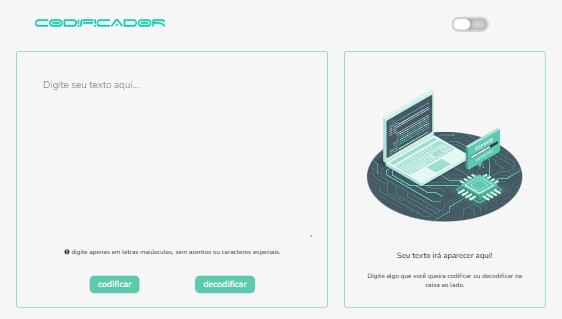 CODIFICADOR
Digite seu texto aqui...
digite apenas em letras maiúsculas, sem acentos ou caracteres especiais.
codificar
decodificar
Seu texto irá aparecer aqui!
Digite algo que você queira codificar ou decodificar na
caixa ao lado.